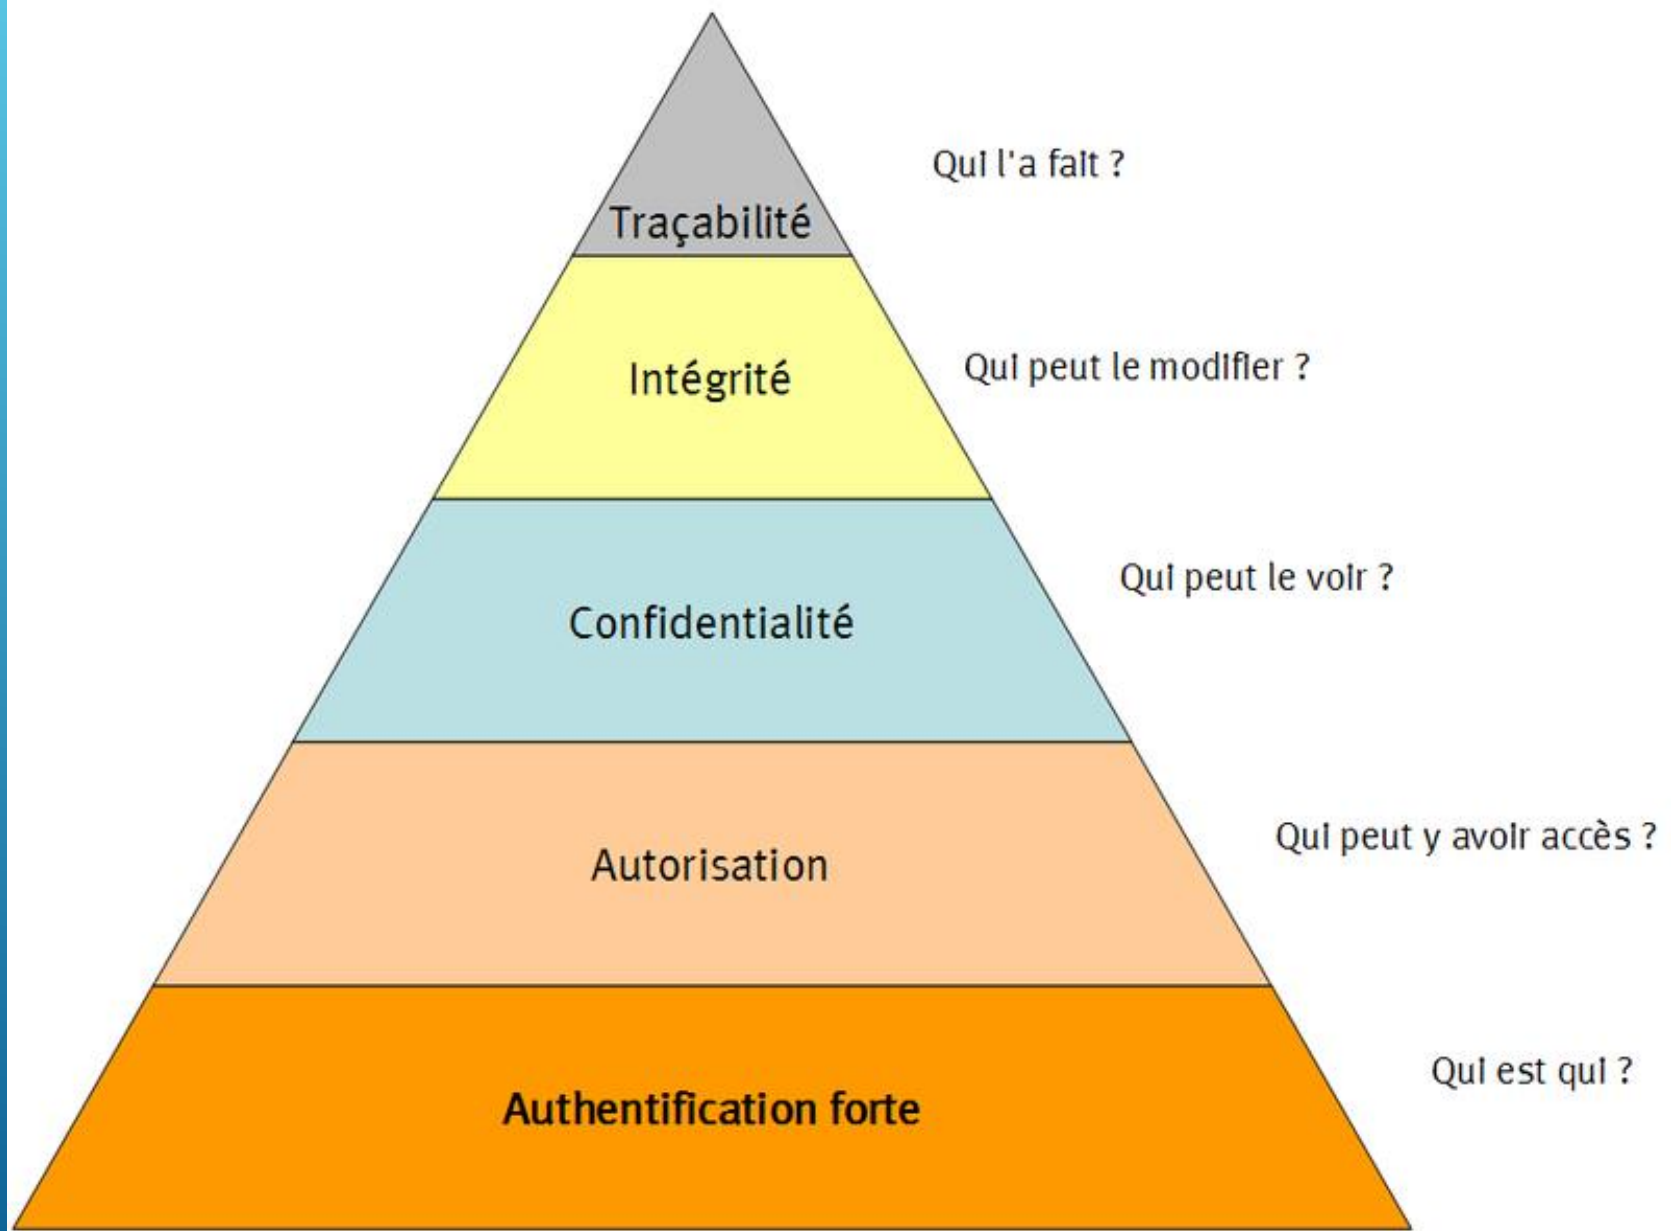 Qui l'a fait ?
Traçabilité
Qui peut le modifier ?
Intégrité
Qui peut le voir ?
Confidentialité
Qui peut y avoir accès ?
Autorisation
Qui est qui ?
Authentification forte